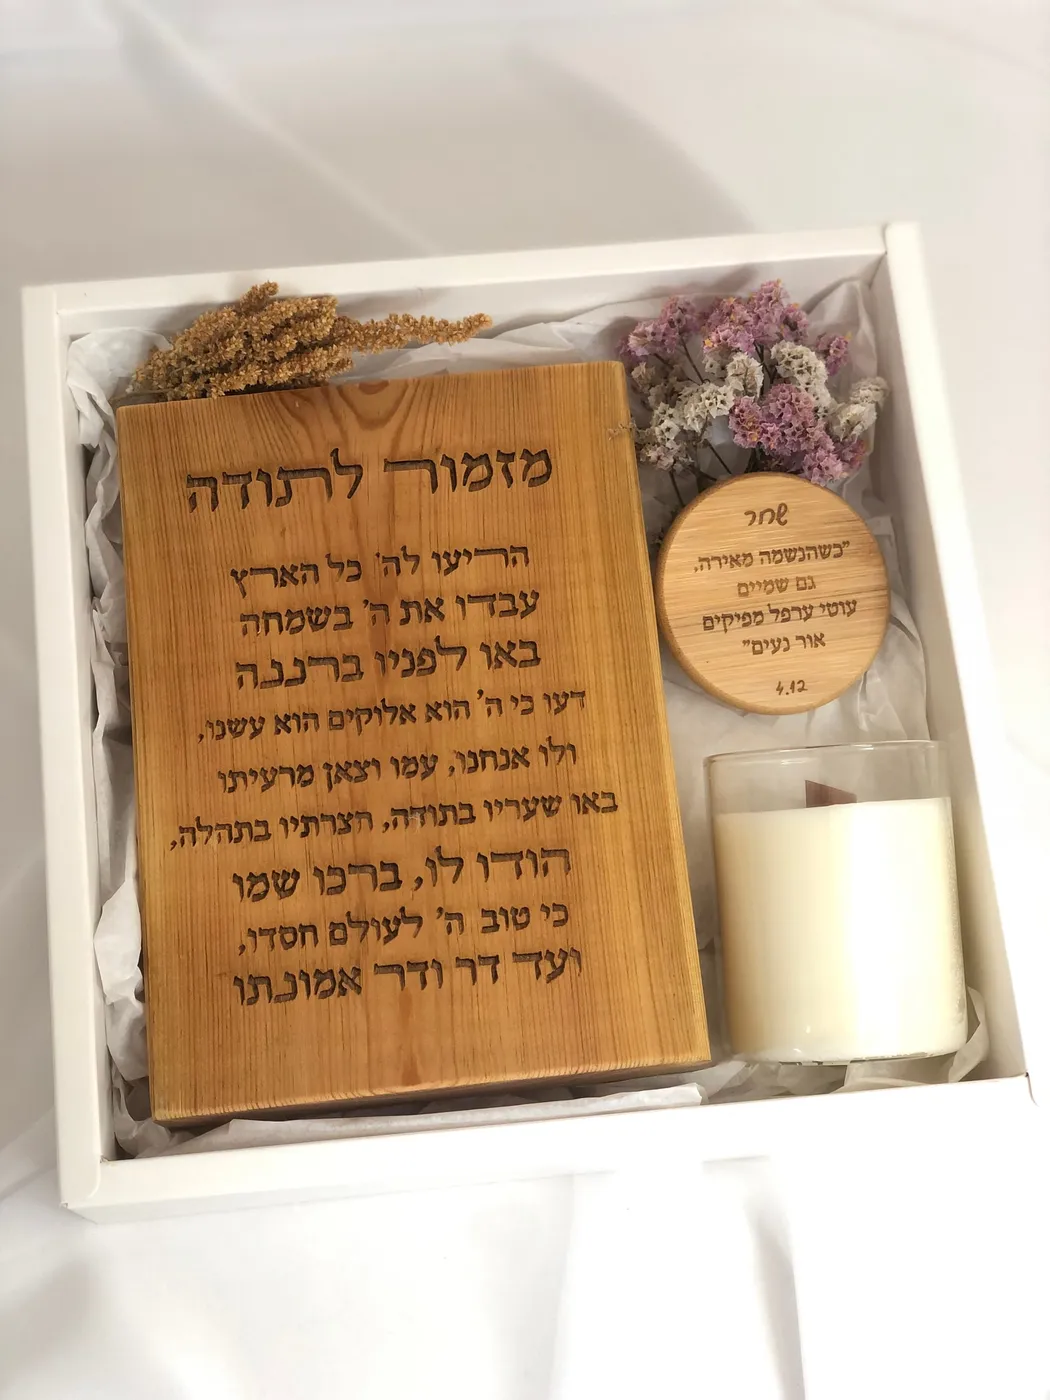 מזמור לתודה
הריעו לה' כל הארץ
עבדו את ה' בשמחה
באו לפניו ברננה
דעו כי ה' הוא אלוקים הוא עשנו,
ולו אנחנו, עמו וצאן מרעיתו
באו שעריו בתודה, חצרתיו בתהלה,
הודו לו, ברכו שמו
כי טוב ה' לעולם חסדו,
ועד דר ודר אמונתו
שחר
"כשהנשמה מאירה,
גם שמיים
עוטי ערפל מפיקים
אור נעים"
4.12